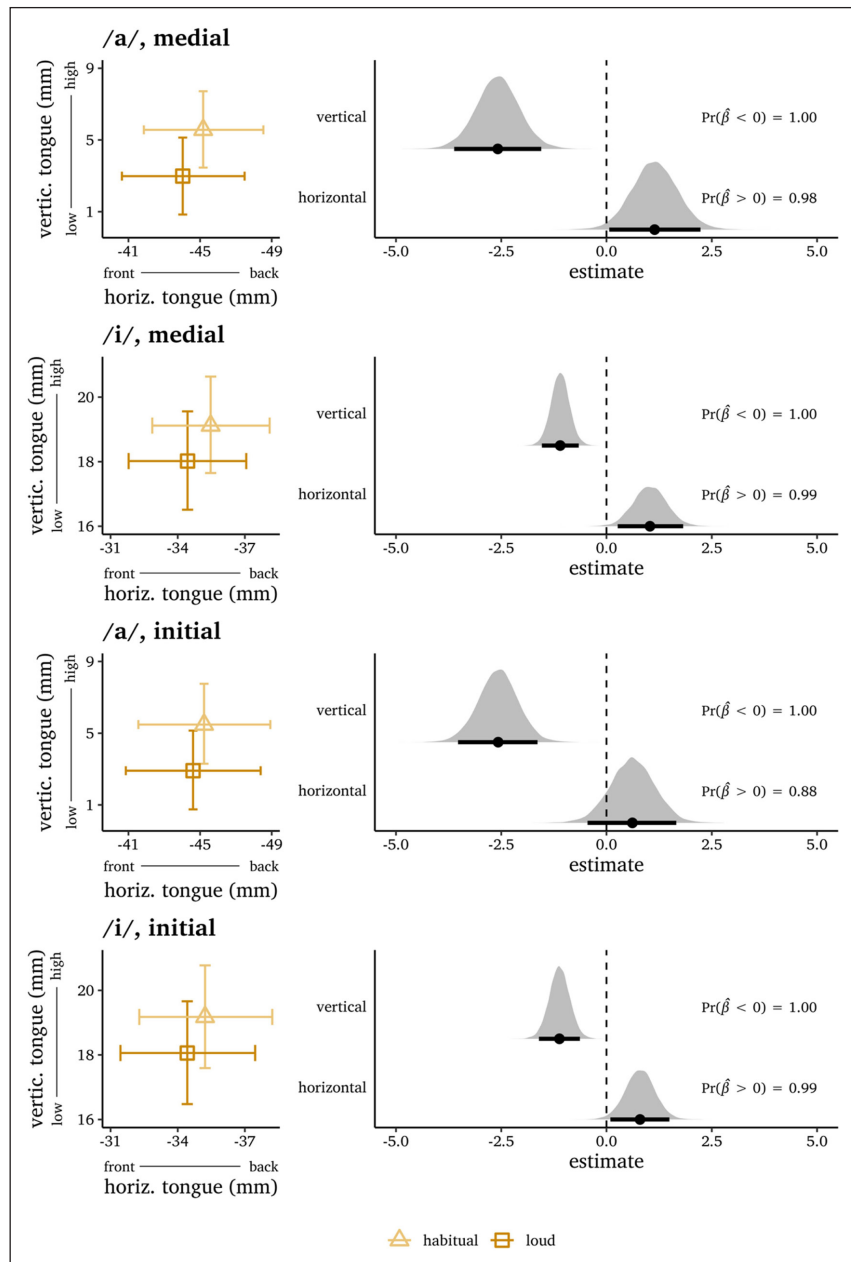 /a/, medial
vertic. tongue (mm)
low high
9
5
1
-41 -45 -49
front back
horiz. tongue (mm)
vertical
horizontal
Pr(β̂ < 0) = 1.00
Pr(β̂ > 0) = 0.98
-5.0 -2.5 0.0 2.5 5.0
estimate
/i/, medial
vertic. tongue (mm)
low high
20
18
16
-31 -34 -37
front back
horiz. tongue (mm)
vertical
horizontal
Pr(β̂ < 0) = 1.00
Pr(β̂ > 0) = 0.99
-5.0 -2.5 0.0 2.5 5.0
estimate
/a/, initial
vertic. tongue (mm)
low high
9
5
1
-41 -45 -49
front back
horiz. tongue (mm)
vertical
horizontal
Pr(β̂ < 0) = 1.00
Pr(β̂ > 0) = 0.88
-5.0 -2.5 0.0 2.5 5.0
estimate
/i/, initial
vertic. tongue (mm)
low high
20
18
16
-31 -34 -37
front back
horiz. tongue (mm)
vertical
horizontal
Pr(β̂ < 0) = 1.00
Pr(β̂ > 0) = 0.99
-5.0 -2.5 0.0 2.5 5.0
estimate
habitual loud